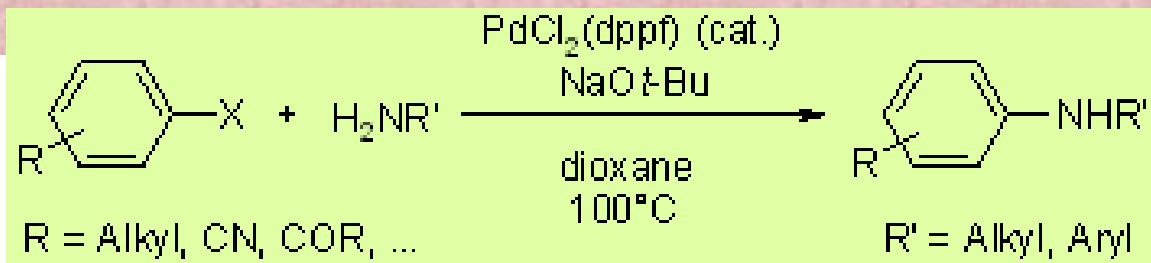 PdCl₂(dppf) (cat.)
NaOt-Bu
X + H₂NR' NHR'
R R
dioxane
100°C
R = Alkyl, CN, COR, ... R' = Alkyl, Aryl